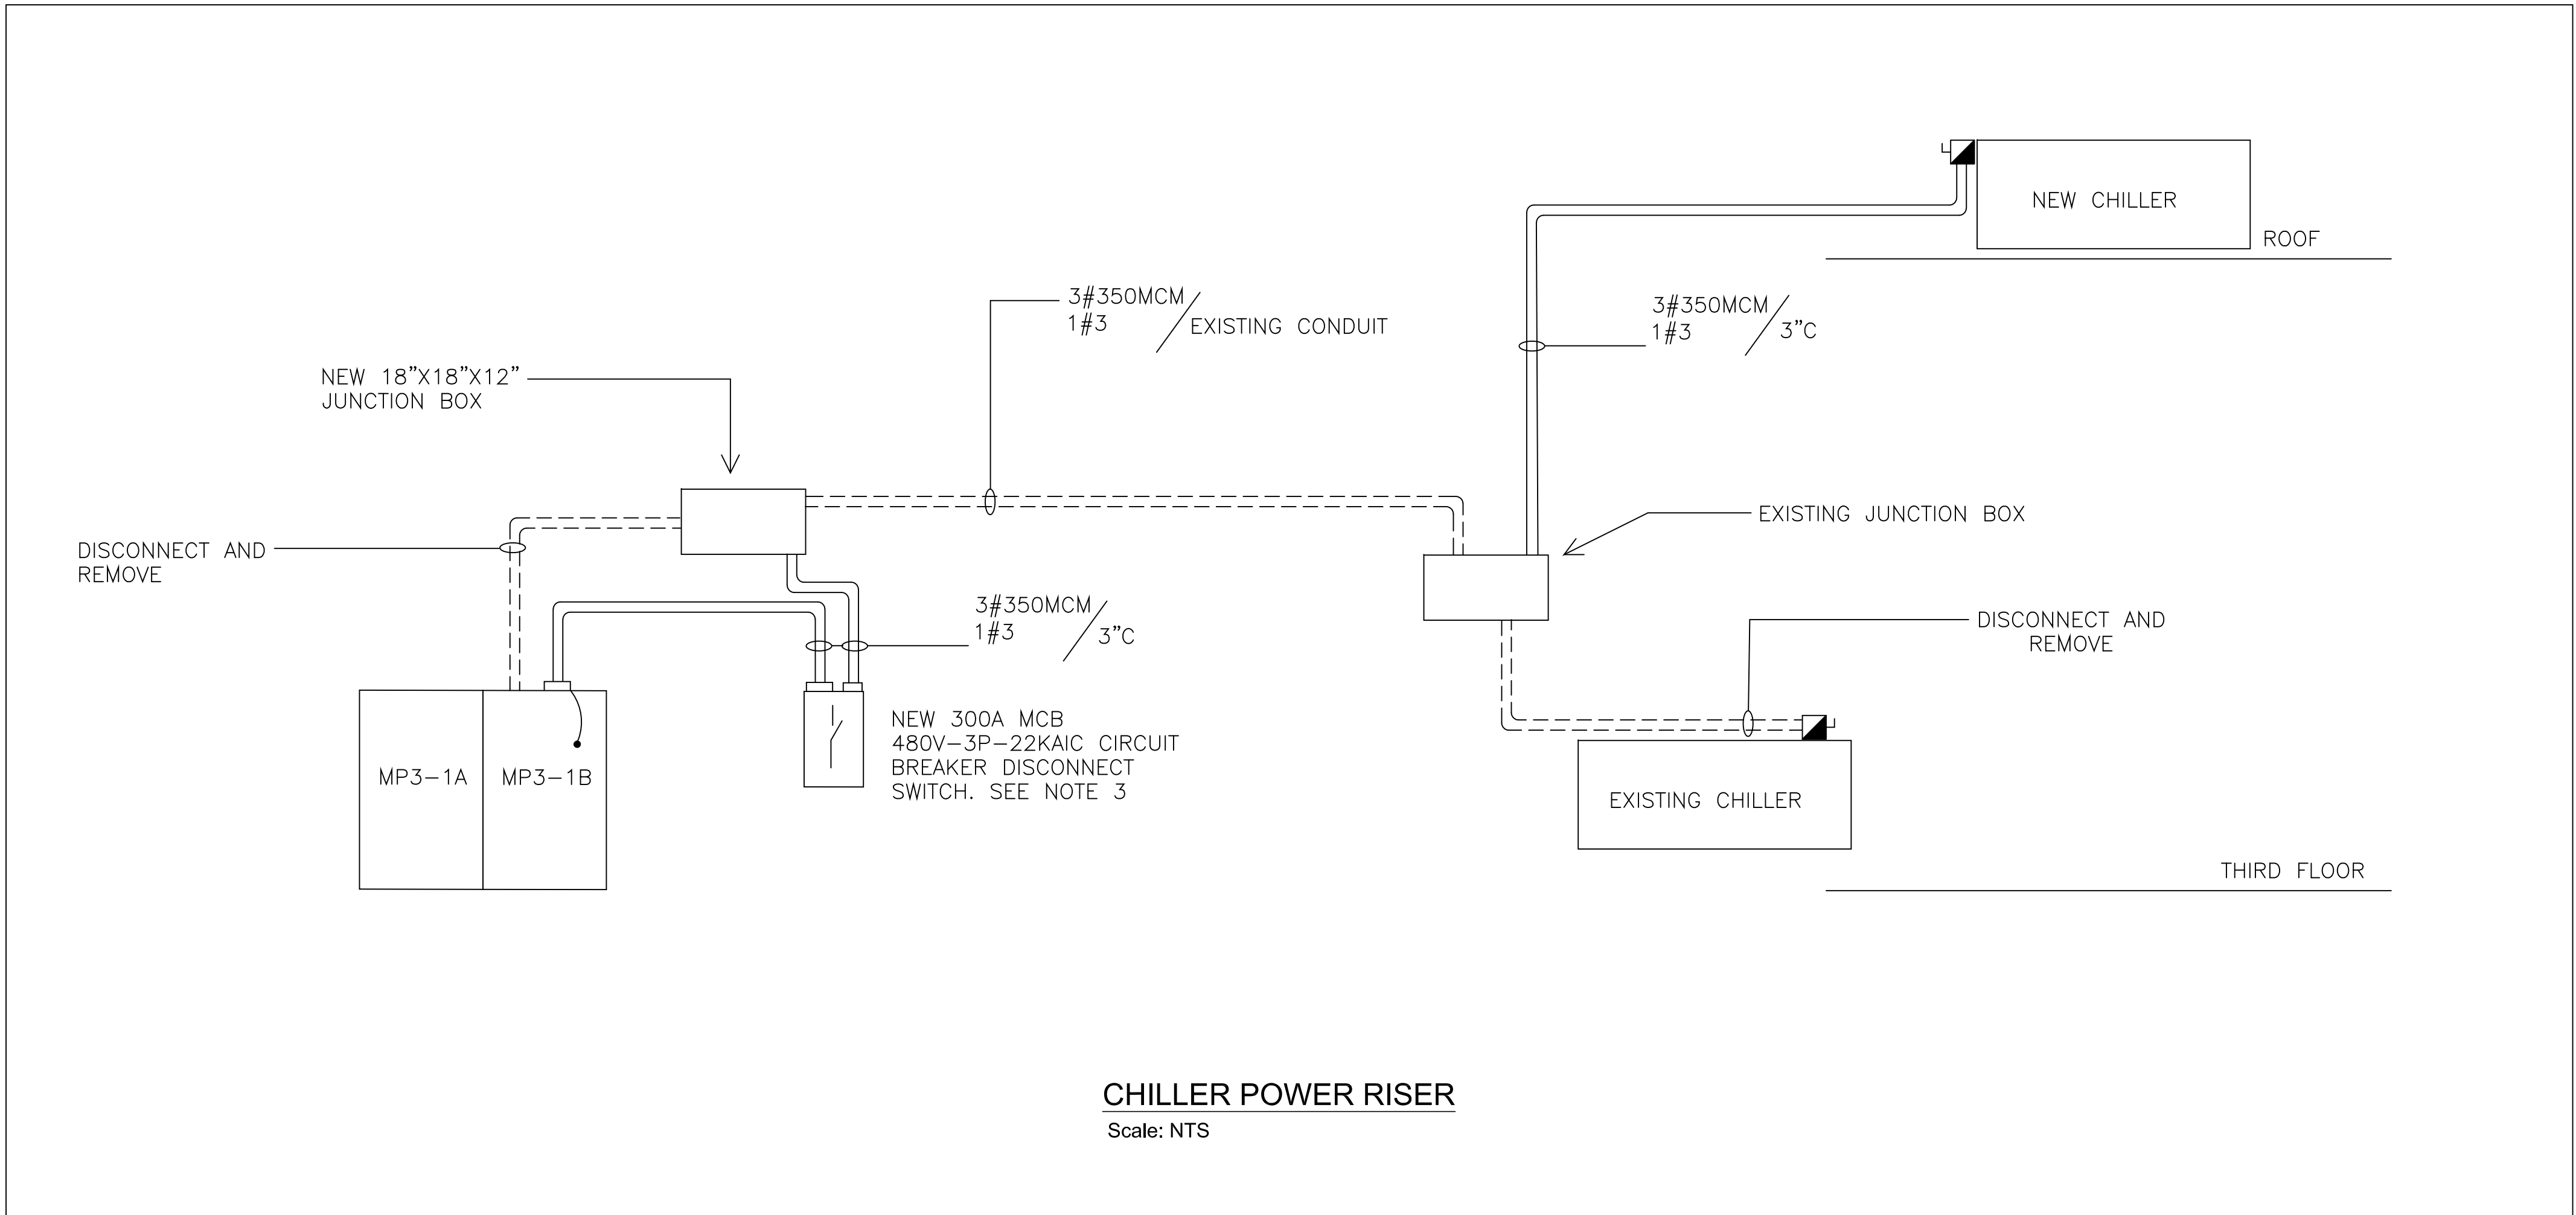 NEW CHILLER
ROOF
3#350MCM
1#3
EXISTING CONDUIT
3#350MCM
1#3
3"C
NEW 18"X18"X12"
JUNCTION BOX
EXISTING JUNCTION BOX
DISCONNECT AND
REMOVE
3#350MCM
1#3
3"C
DISCONNECT AND
REMOVE
NEW 300A MCB
480V-3P-22KAIC CIRCUIT
BREAKER DISCONNECT
SWITCH. SEE NOTE 3
MP3-1A
MP3-1B
EXISTING CHILLER
THIRD FLOOR
CHILLER POWER RISER
Scale: NTS